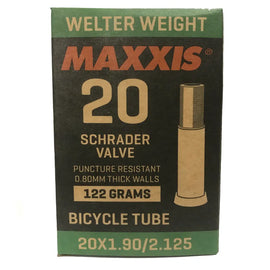 WELTER WEIGHT
MAXXIS®
20
SCHRADER
VALVE
PUNCTURE RESISTANT
0.80MM THICK WALLS
122 GRAMS
BICYCLE TUBE
20X1.90/2.125